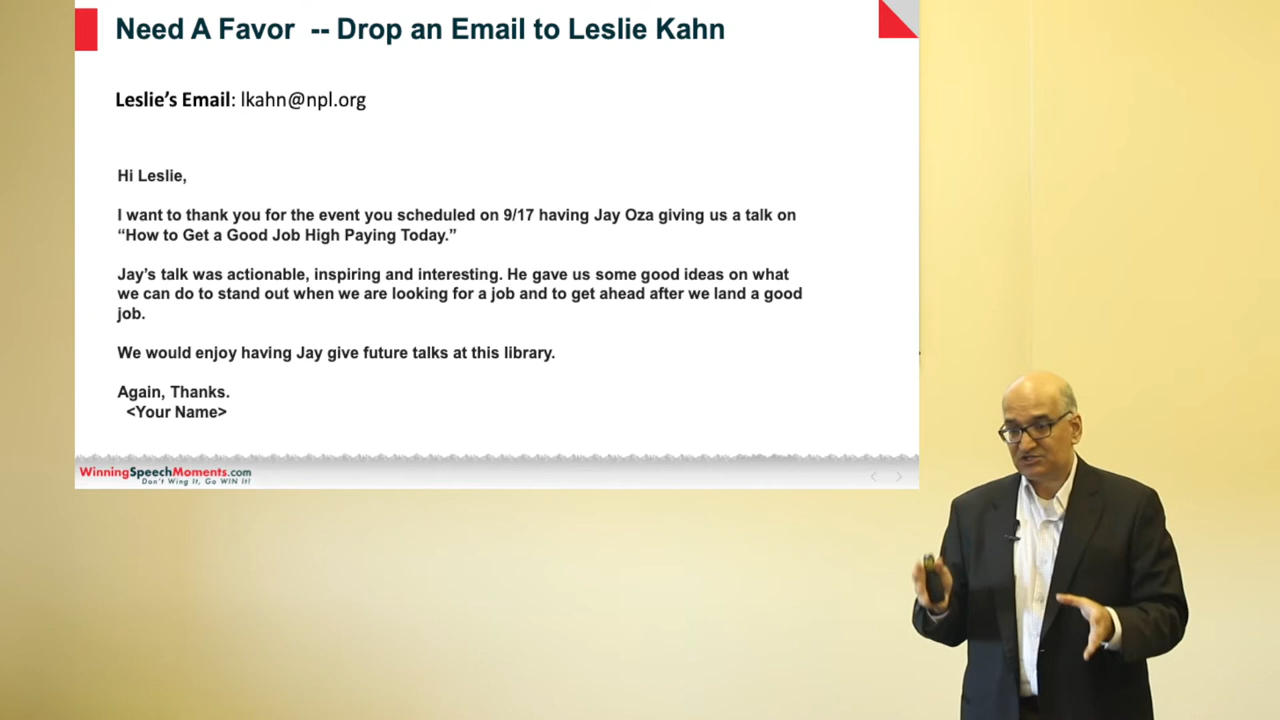 Need A Favor -- Drop an Email to Leslie Kahn
Leslie's Email: lkahn@npl.org
Hi Leslie,
I want to thank you for the event you scheduled on 9/17 having Jay Oza giving us a talk on
“How to Get a Good Job High Paying Today.”
Jay's talk was actionable, inspiring and interesting. He gave us some good ideas on what
we can do to stand out when we are looking for a job and to get ahead after we land a good
job.
We would enjoy having Jay give future talks at this library.
Again, Thanks.
<Your Name>
WinningSpeechMoments.com
Don't Wing It, Go WIN It!